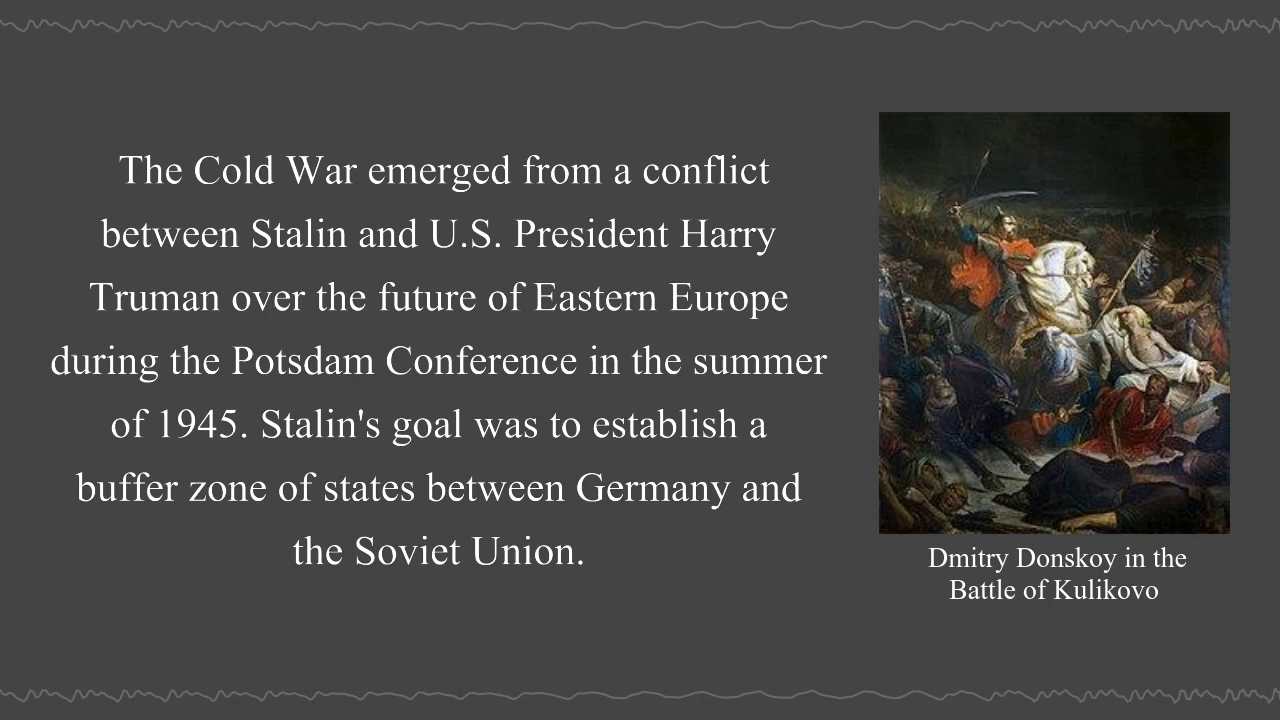 The Cold War emerged from a conflict
between Stalin and U.S. President Harry
Truman over the future of Eastern Europe
during the Potsdam Conference in the summer
of 1945. Stalin's goal was to establish a
buffer zone of states between Germany and
the Soviet Union.
Dmitry Donskoy in the
Battle of Kulikovo